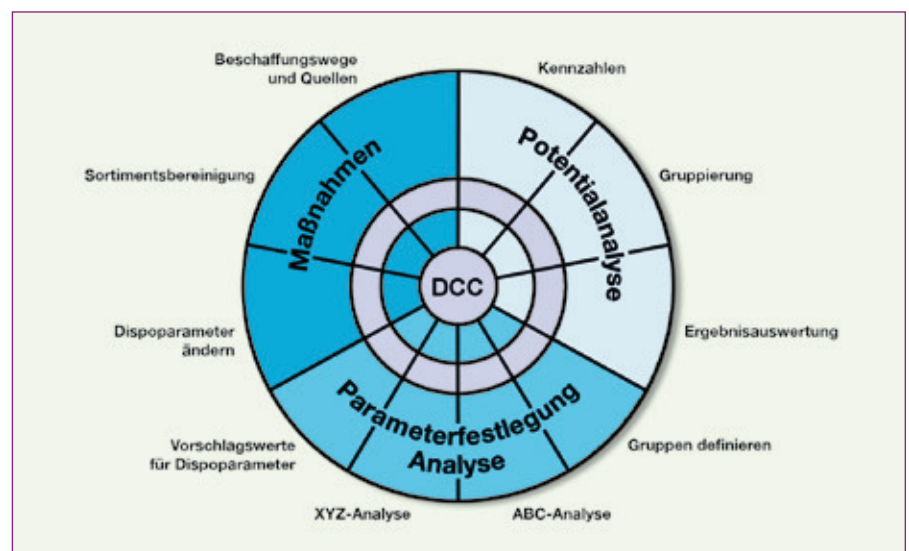 Beschaffungswege
und Quellen
Kennzahlen
Sortimentsbereinigung
Maßnahmen
Potentialanalyse
Gruppierung
DCC
Dispoparameter
ändern
Ergebnisauswertung
Parameterfestlegung
Analyse
Vorschlagswerte
für Dispoparameter
Gruppen definieren
XYZ-Analyse
ABC-Analyse